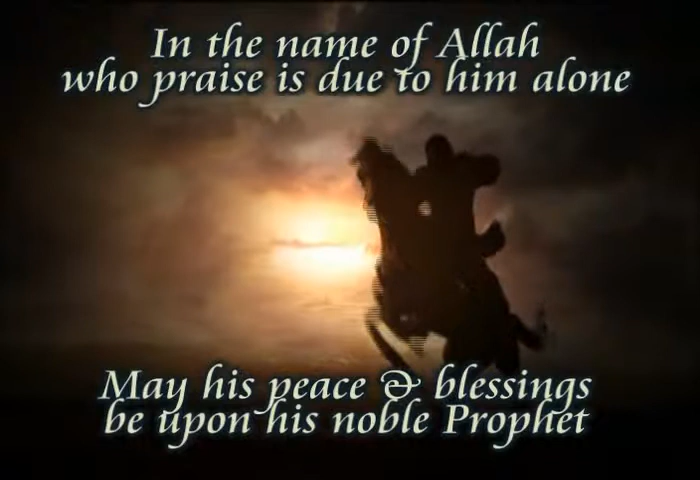 In the name of Allah
who praise is due to him alone
May his peace & blessings
be upon his noble Prophet